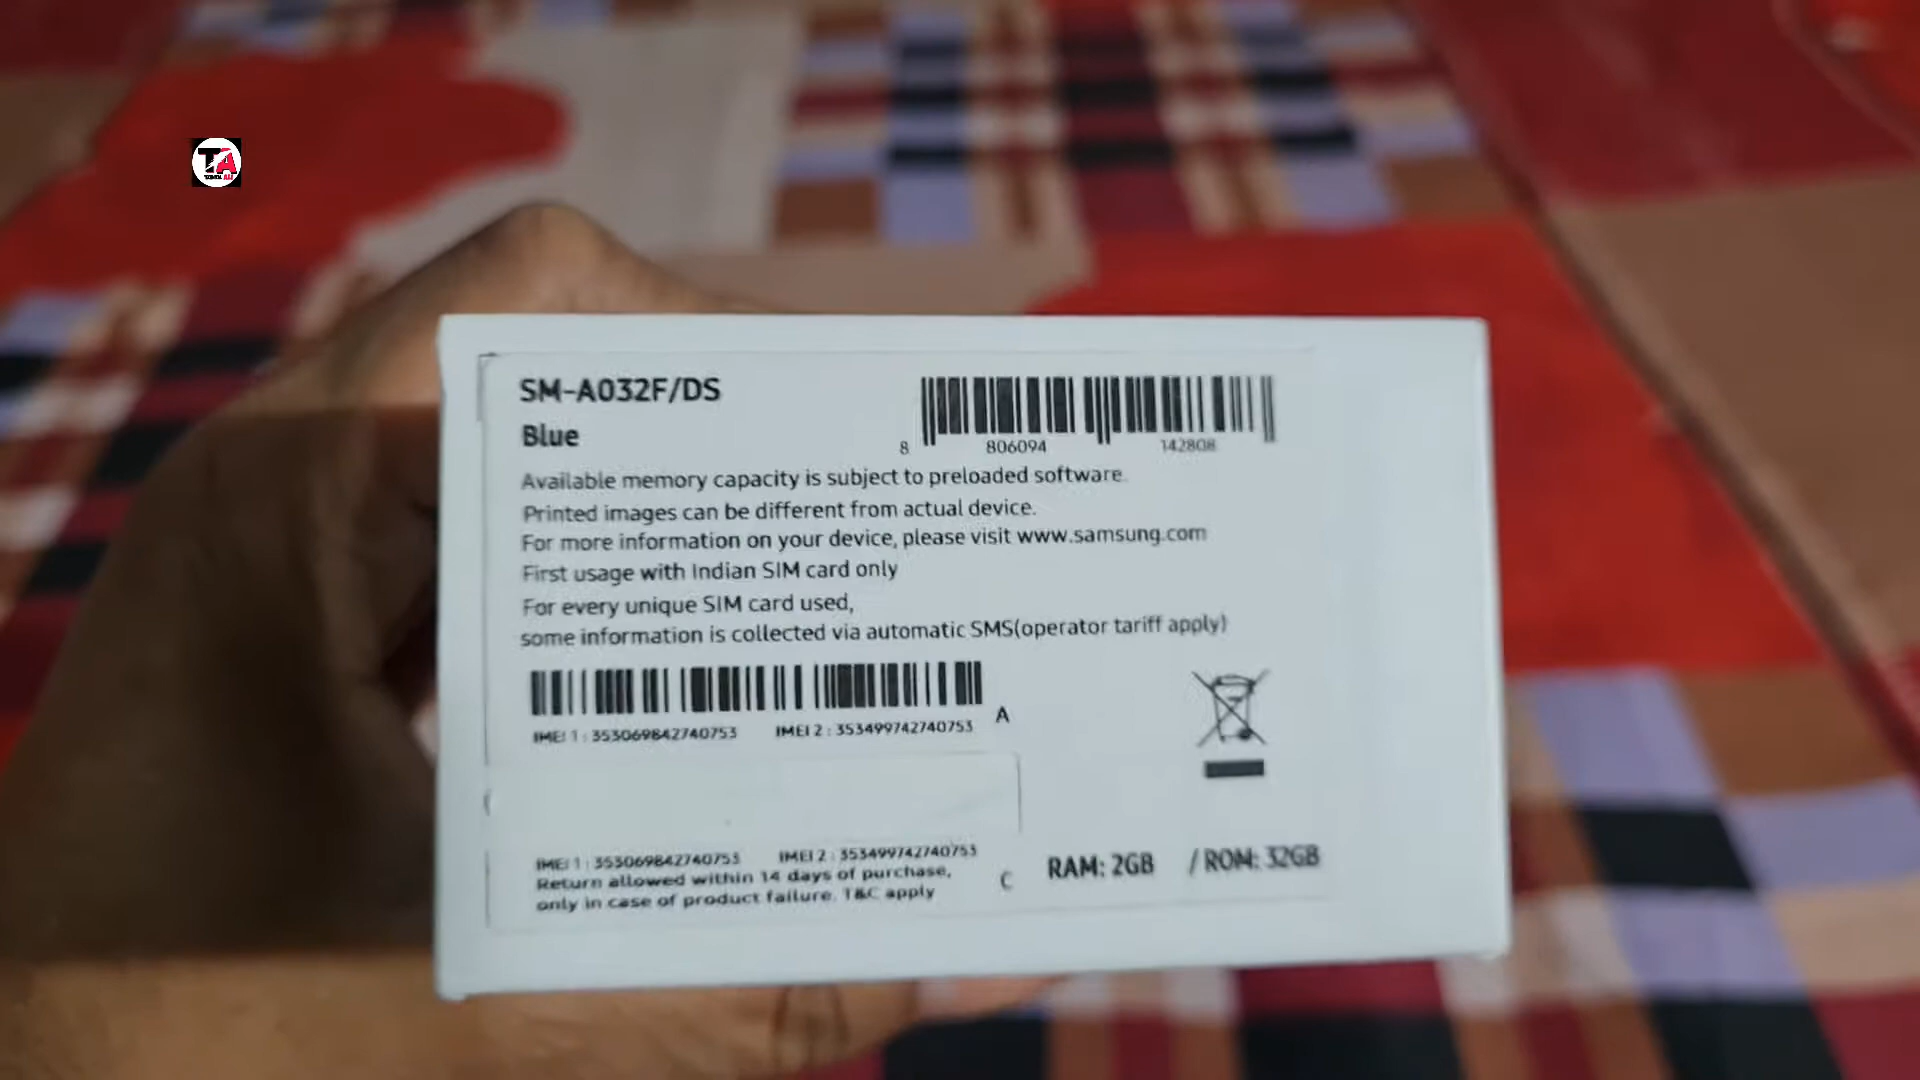 TA
SM-A032F/DS
Blue
8 806094 142808
Available memory capacity is subject to preloaded software.
Printed images can be different from actual device.
For more information on your device, please visit www.samsung.com
First usage with Indian SIM card only
For every unique SIM card used,
some information is collected via automatic SMS(operator tariff apply)
IMEI 1 : 353069842740753 IMEI 2 : 353499742740753 A
IMEI 1 : 353069842740753 IMEI 2 : 353499742740753
Return allowed within 14 days of purchase,
only in case of product failure. T&C apply
C
RAM: 2GB / ROM: 32GB